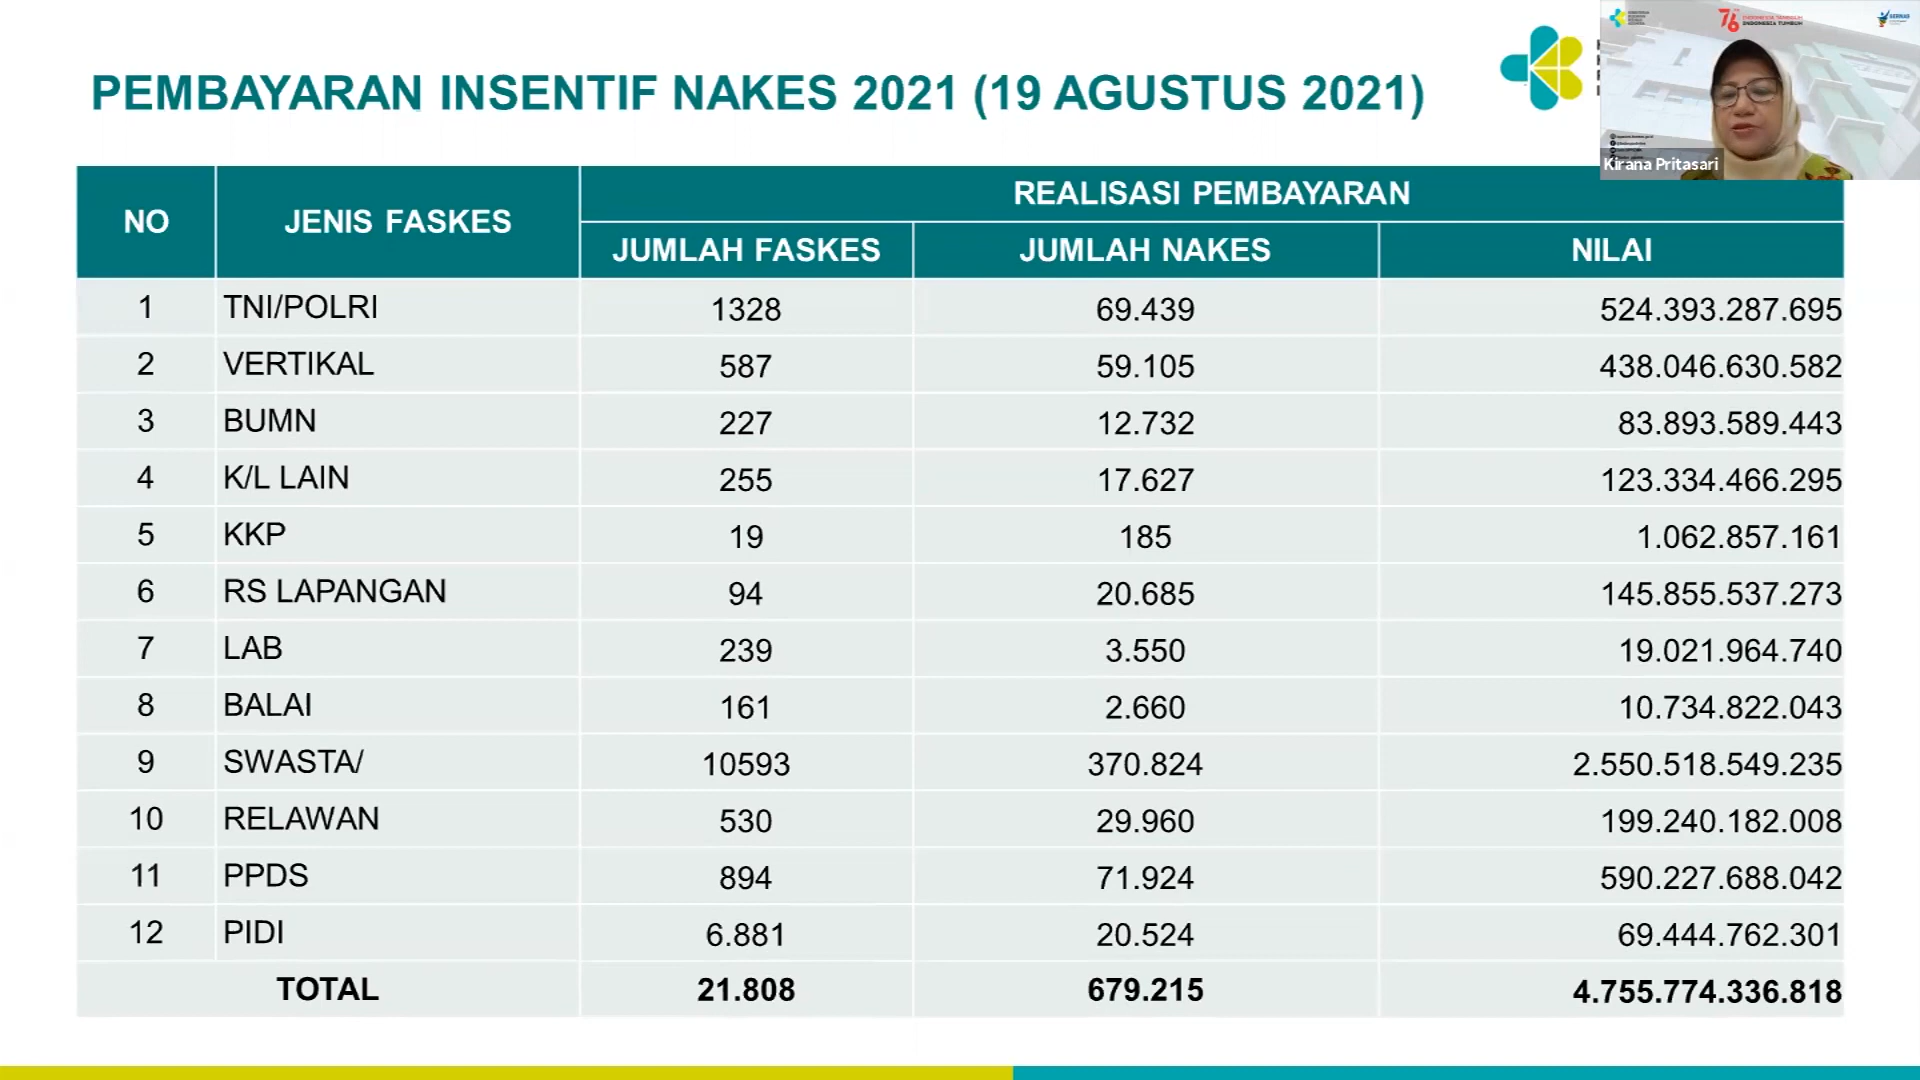 76
INDONESIA TUMBUH
GERMAS
PEMBAYARAN INSENTIF NAKES 2021 (19 AGUSTUS 2021)
Kirana Pritasari
NO JENIS FASKES REALISASI PEMBAYARAN
JUMLAH FASKES JUMLAH NAKES NILAI
1 TNI/POLRI 1328 69.439 524.393.287.695
2 VERTIKAL 587 59.105 438.046.630.582
3 BUMN 227 12.732 83.893.589.443
4 K/L LAIN 255 17.627 123.334.466.295
5 KKP 19 185 1.062.857.161
6 RS LAPANGAN 94 20.685 145.855.537.273
7 LAB 239 3.550 19.021.964.740
8 BALAI 161 2.660 10.734.822.043
9 SWASTA/ 10593 370.824 2.550.518.549.235
10 RELAWAN 530 29.960 199.240.182.008
11 PPDS 894 71.924 590.227.688.042
12 PIDI 6.881 20.524 69.444.762.301
TOTAL 21.808 679.215 4.755.774.336.818